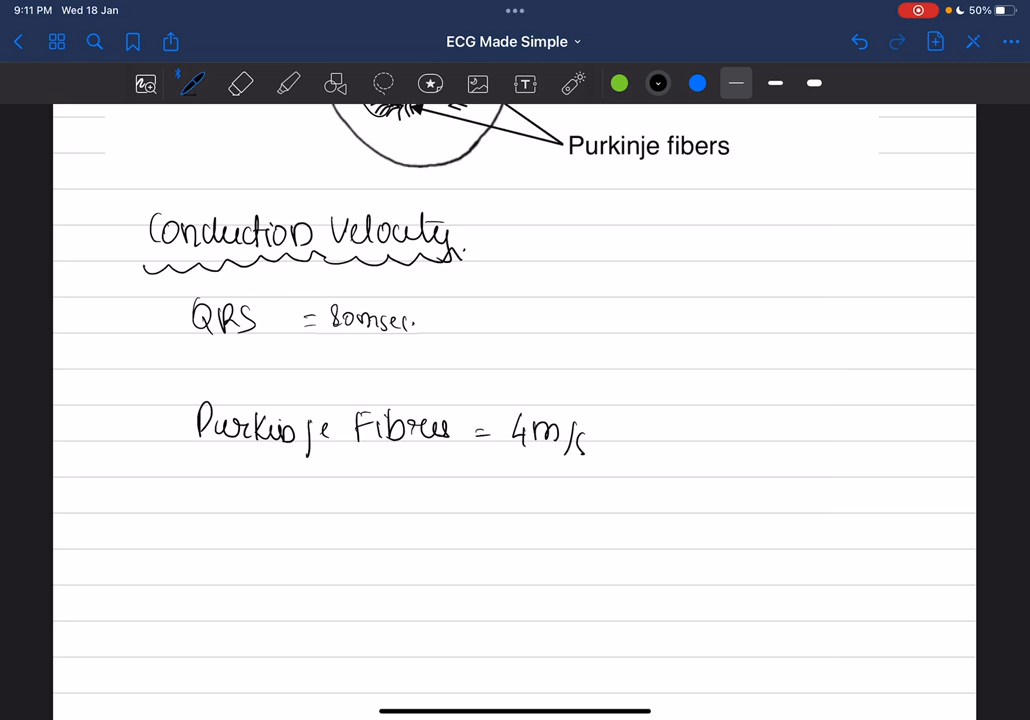 9:11 PM Wed 18 Jan
50%
ECG Made Simple
T
Purkinje fibers
Conduction Velocity.
QRS = 80msec.
Purkinje Fibres = 4m/s